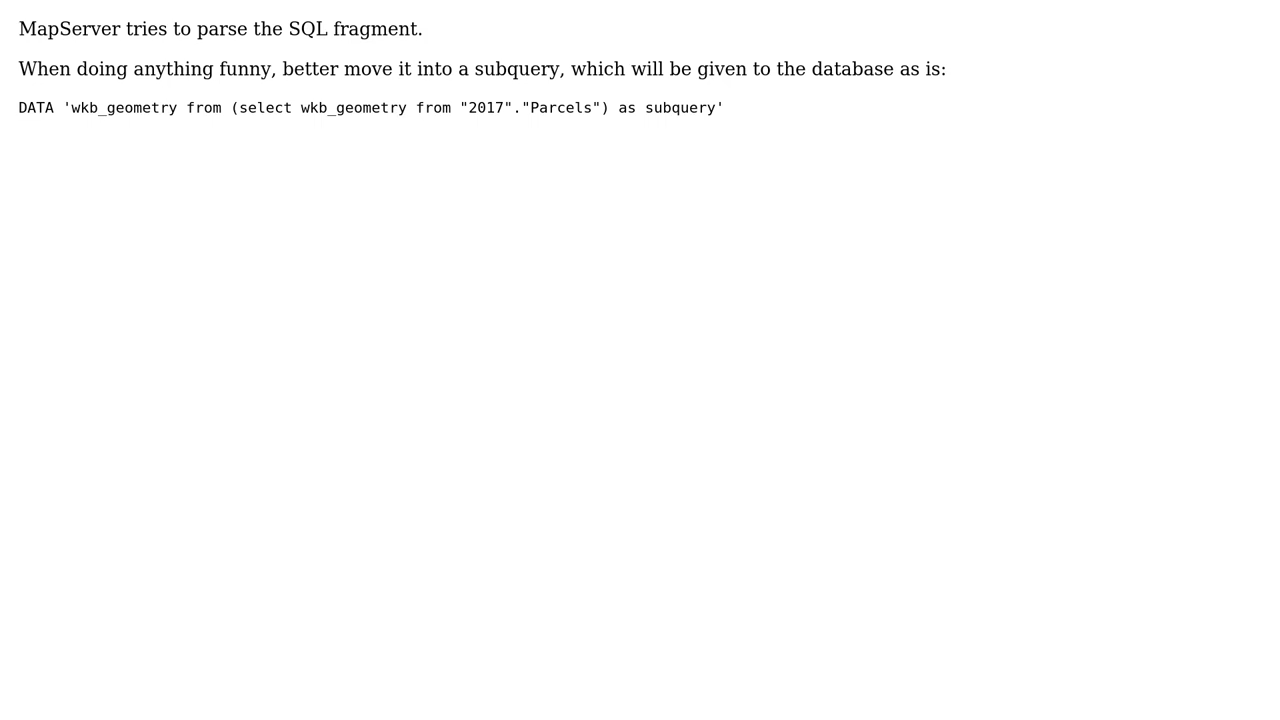 MapServer tries to parse the SQL fragment.
When doing anything funny, better move it into a subquery, which will be given to the database as is:
DATA 'wkb_geometry from (select wkb_geometry from "2017"."Parcels") as subquery'